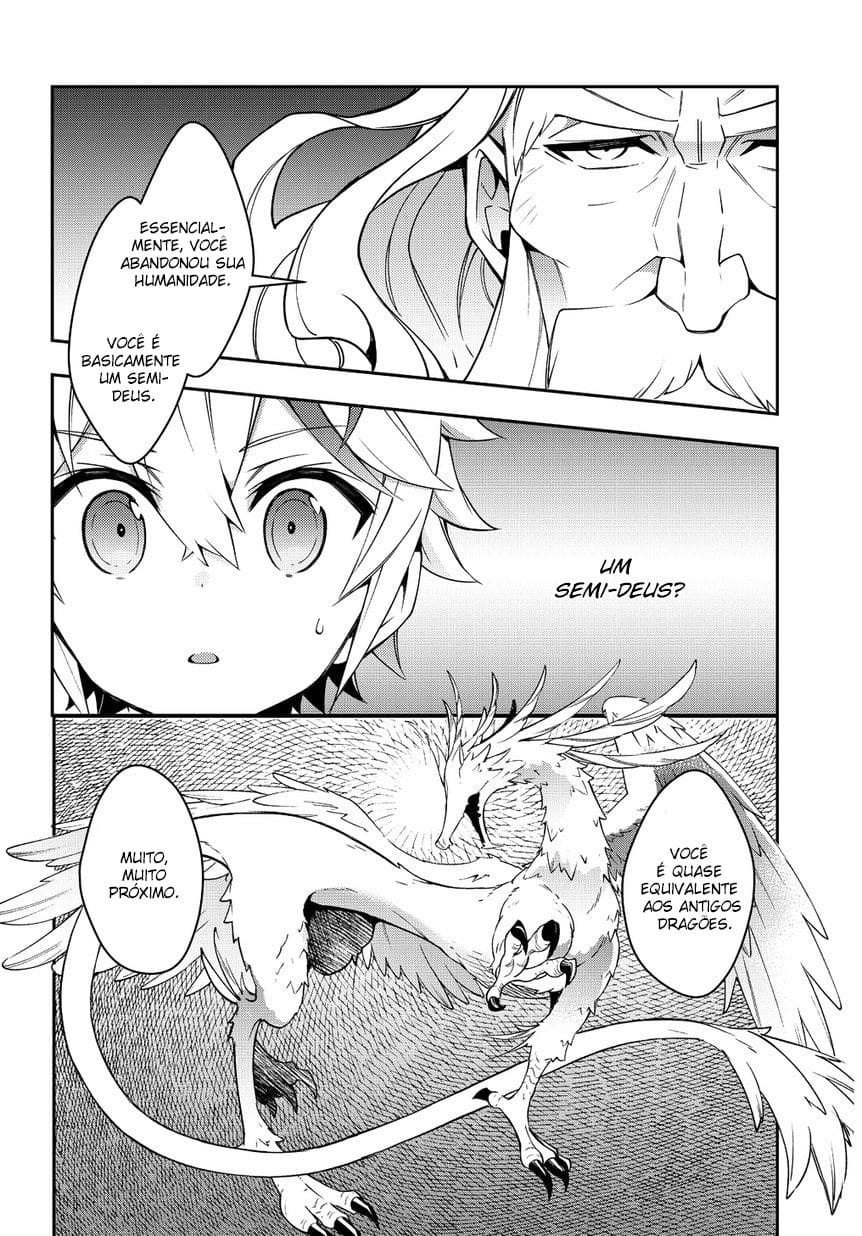 ESSENCIAL-
MENTE, VOCÊ
ABANDONOU SUA
HUMANIDADE.
VOCÊ É
BASICAMENTE
UM SEMI-
DEUS.
UM
SEMI-DEUS?
VOCÊ
É QUASE
EQUIVALENTE
AOS ANTIGOS
DRAGÕES.
MUITO,
MUITO
PRÓXIMO.